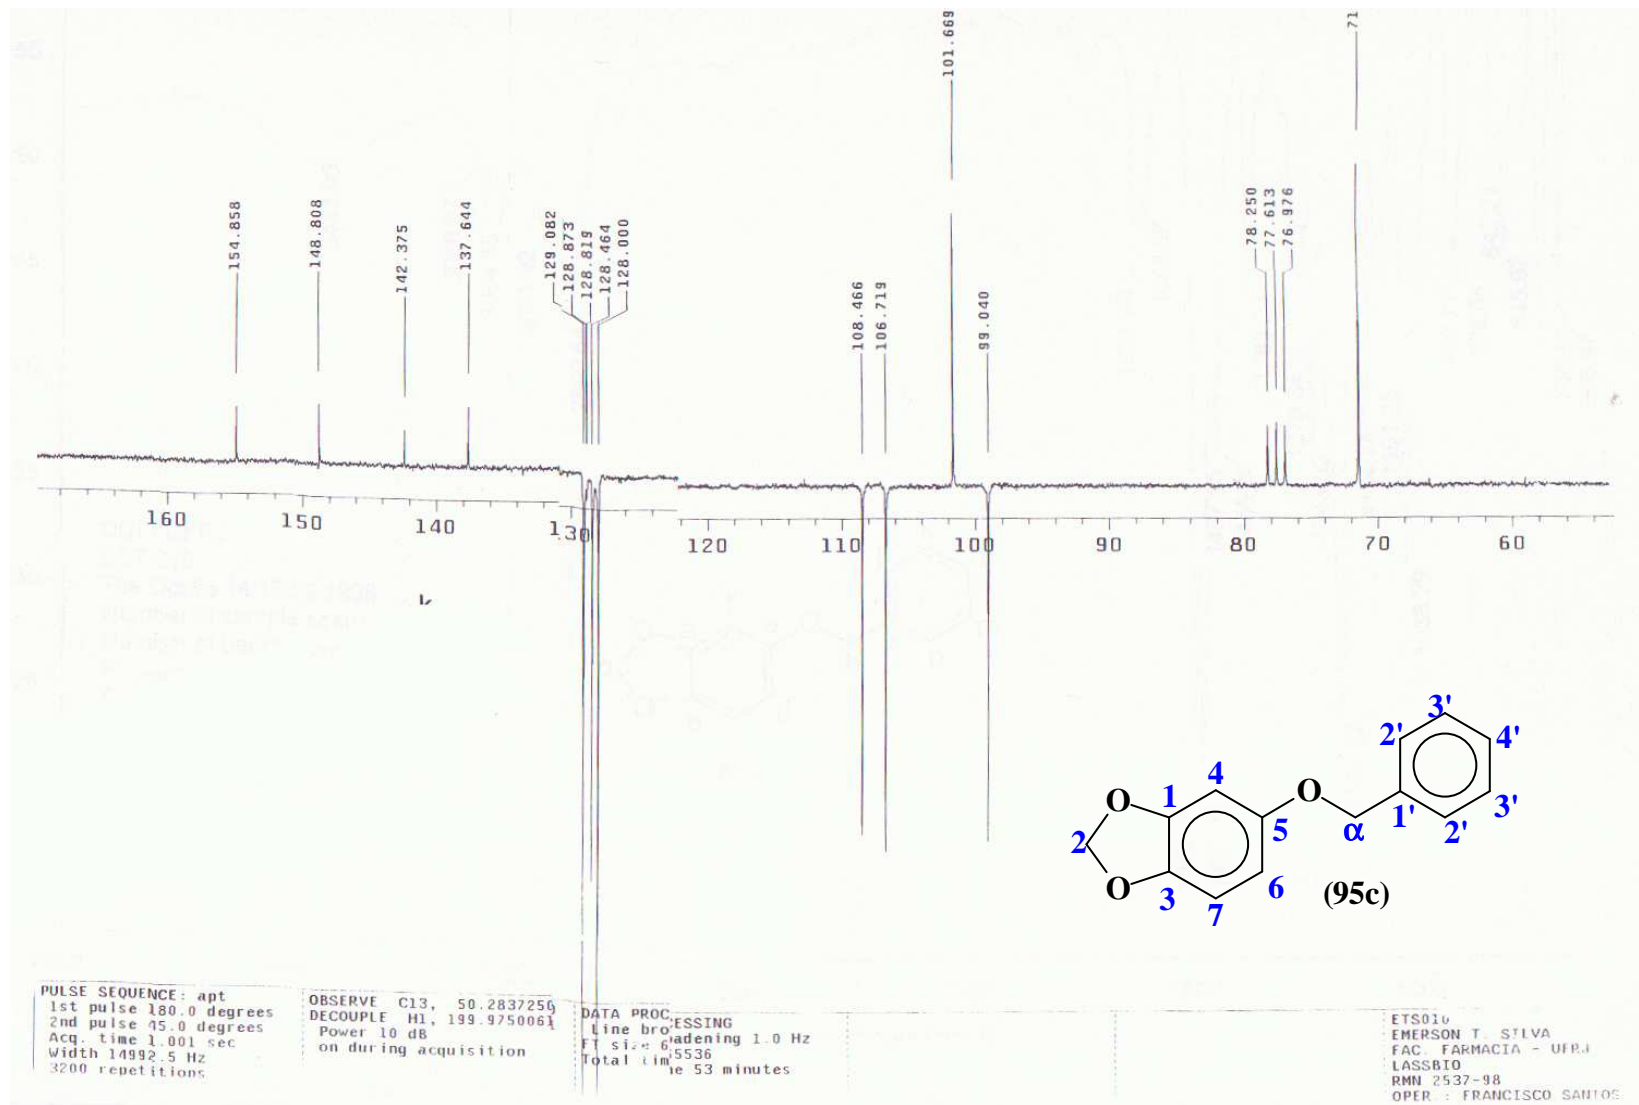 154.858
148.808
142.375
137.644
129.082
128.873
128.819
128.464
128.000
108.466
106.719
101.669
99.040
78.250
77.613
76.976
71
160 150 140 130 120 110 100 90 80 70 60
3'
2' 4'
4 O 3'
O 1 1'
5 α 2'
2
O 6 (95c)
3 7
PULSE SEQUENCE: apt
1st pulse 180.0 degrees
2nd pulse 45.0 degrees
Acq. time 1.001 sec
Width 14992.5 Hz
3200 repetitions
OBSERVE C13, 50.2837250
DECOUPLE H1, 199.9750061
Power 10 dB
on during acquisition
DATA PROCESSING
Line broadening 1.0 Hz
FT size 65536
Total time 53 minutes
EMERSON T. SILVA
FAC. FARMACIA - UFRJ
LASSBIO
RMN 2537-98
OPER.: FRANCISCO SANTOS